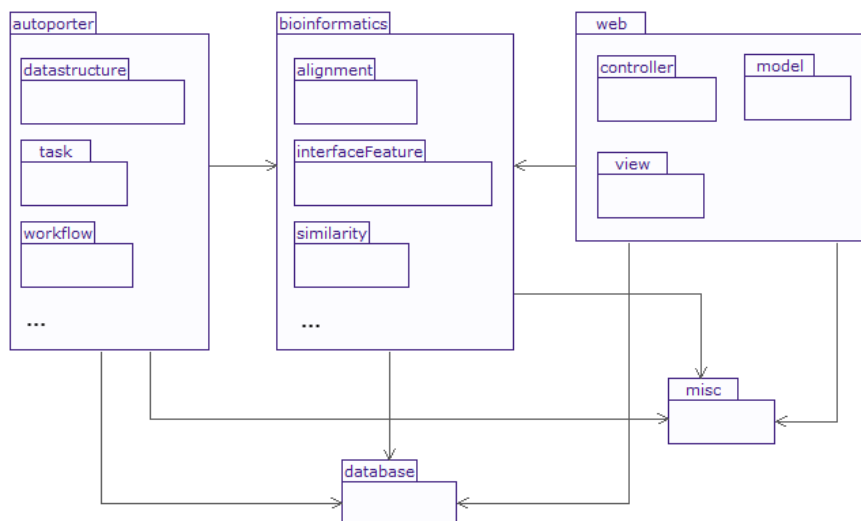 autoporter
datastructure
task
workflow
...
bioinformatics
alignment
interfaceFeature
similarity
...
web
controller
model
view
misc
database